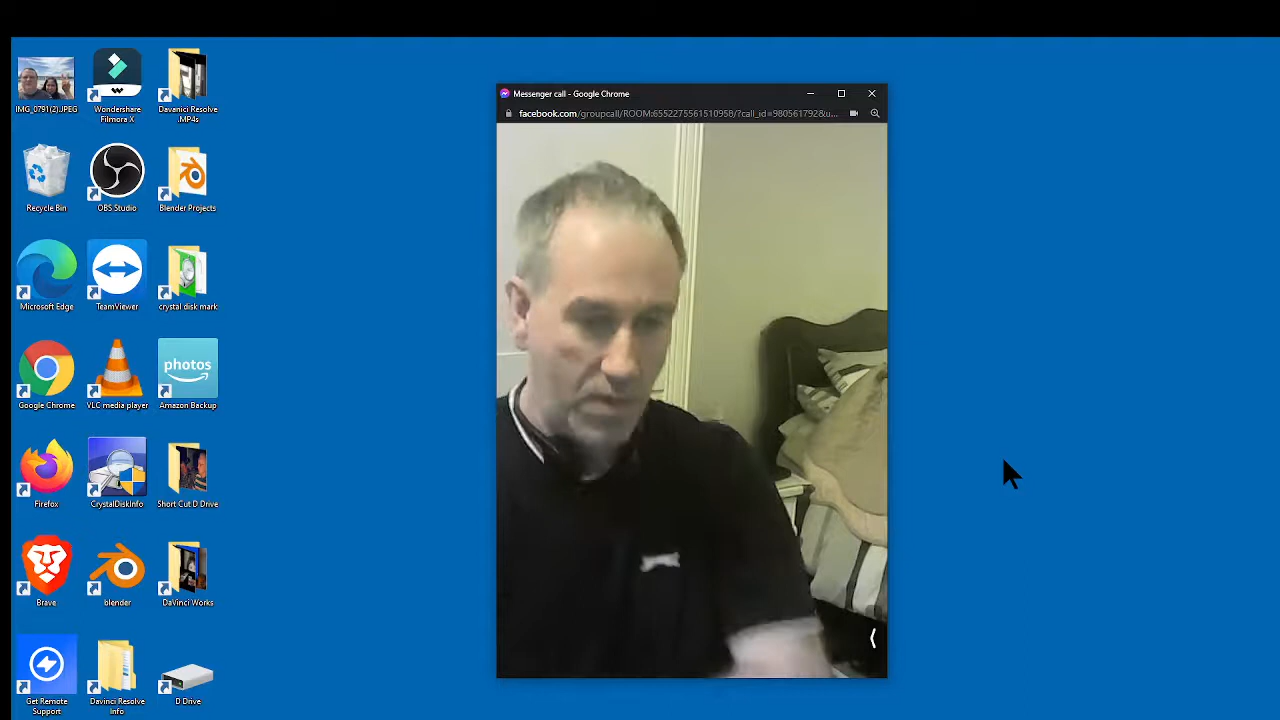 IMG_0791(2).JPEG
Wondershare
Filmora X
Davanici Resolve
.MP4s
Recycle Bin
OBS Studio
Blender Projects
Microsoft Edge
TeamViewer
crystal disk mark
Google Chrome
VLC media player
photos
Amazon Backup
Firefox
CrystalDiskInfo
Short Cut D Drive
Brave
blender
DaVinci Works
Get Remote
Support
Davinci Resolve
Info
D Drive
Messenger call - Google Chrome
facebook.com/groupcall/ROOM:6552275561510958/?call_id=980561792&u...